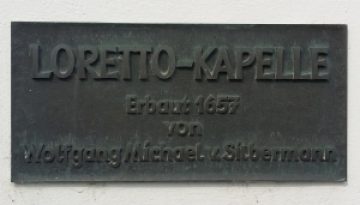 LORETTO-KAPELLE
Erbaut 1657
von
Wolfgang Michael v. Silbermann